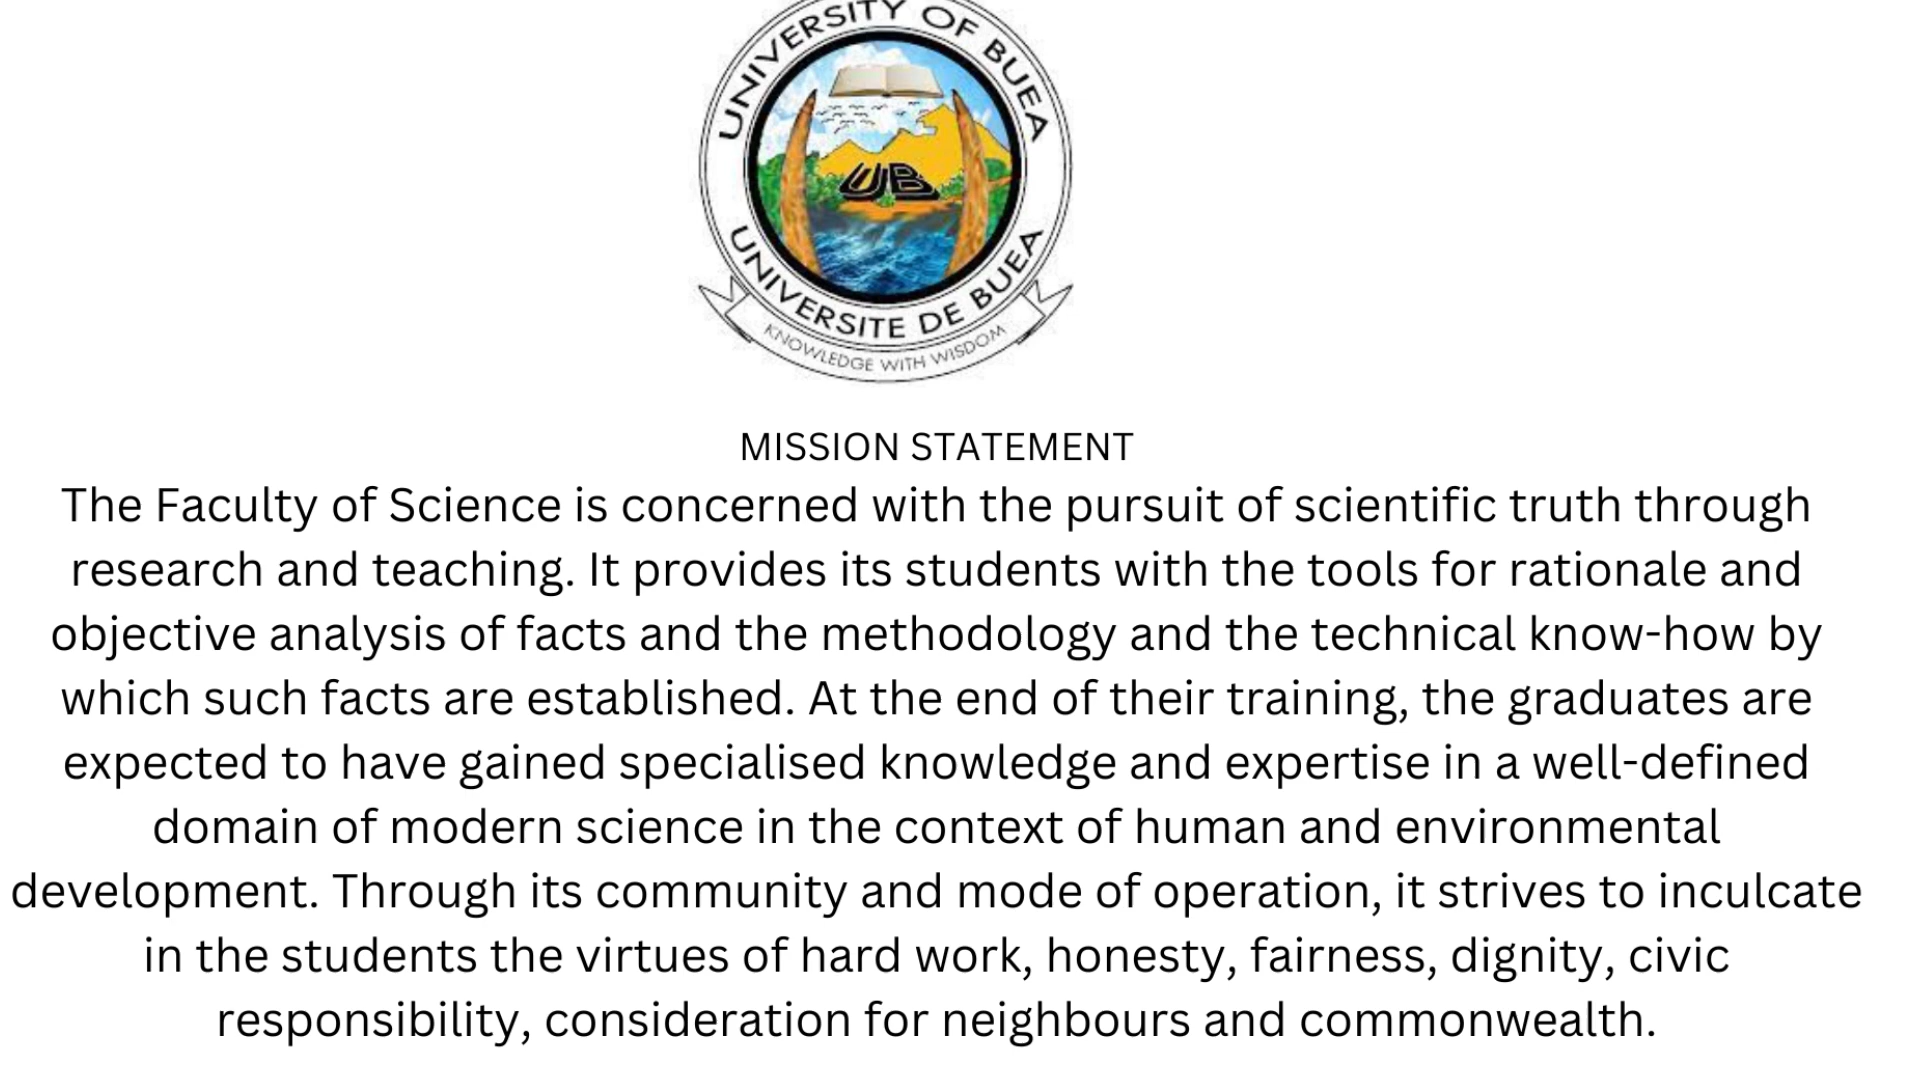 UNIVERSITY OF BUEA
UB
UNIVERSITE DE BUEA
KNOWLEDGE WITH WISDOM
MISSION STATEMENT
The Faculty of Science is concerned with the pursuit of scientific truth through
research and teaching. It provides its students with the tools for rationale and
objective analysis of facts and the methodology and the technical know-how by
which such facts are established. At the end of their training, the graduates are
expected to have gained specialised knowledge and expertise in a well-defined
domain of modern science in the context of human and environmental
development. Through its community and mode of operation, it strives to inculcate
in the students the virtues of hard work, honesty, fairness, dignity, civic
responsibility, consideration for neighbours and commonwealth.